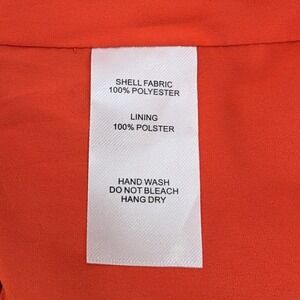 SHELL FABRIC
100% POLYESTER
LINING
100% POLSTER
HAND WASH
DO NOT BLEACH
HANG DRY